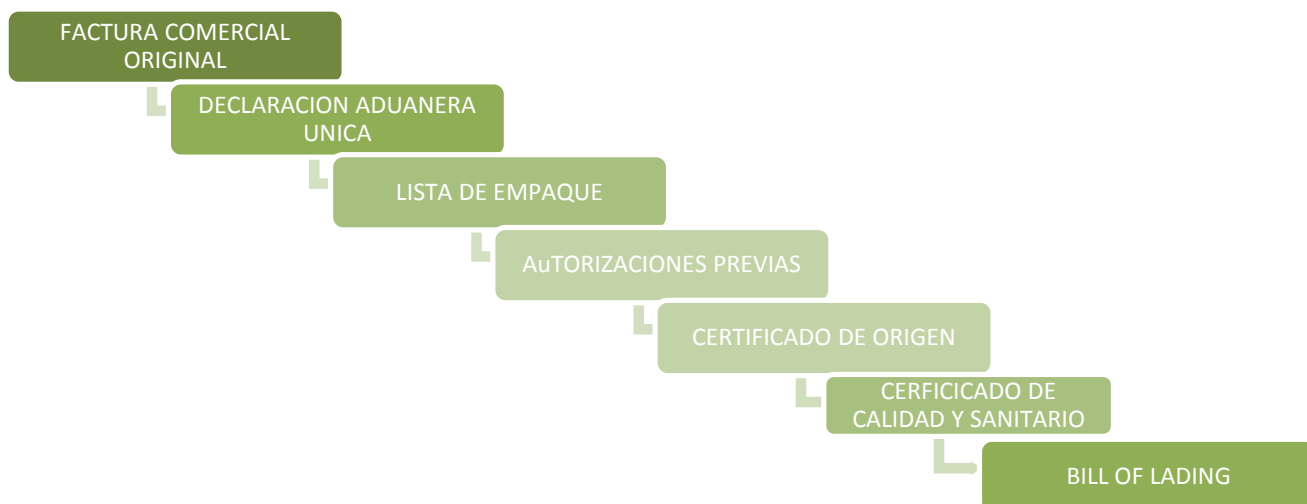 FACTURA COMERCIAL
ORIGINAL
DECLARACION ADUANERA
UNICA
LISTA DE EMPAQUE
AuTORIZACIONES PREVIAS
CERTIFICADO DE ORIGEN
CERFICICADO DE
CALIDAD Y SANITARIO
BILL OF LADING